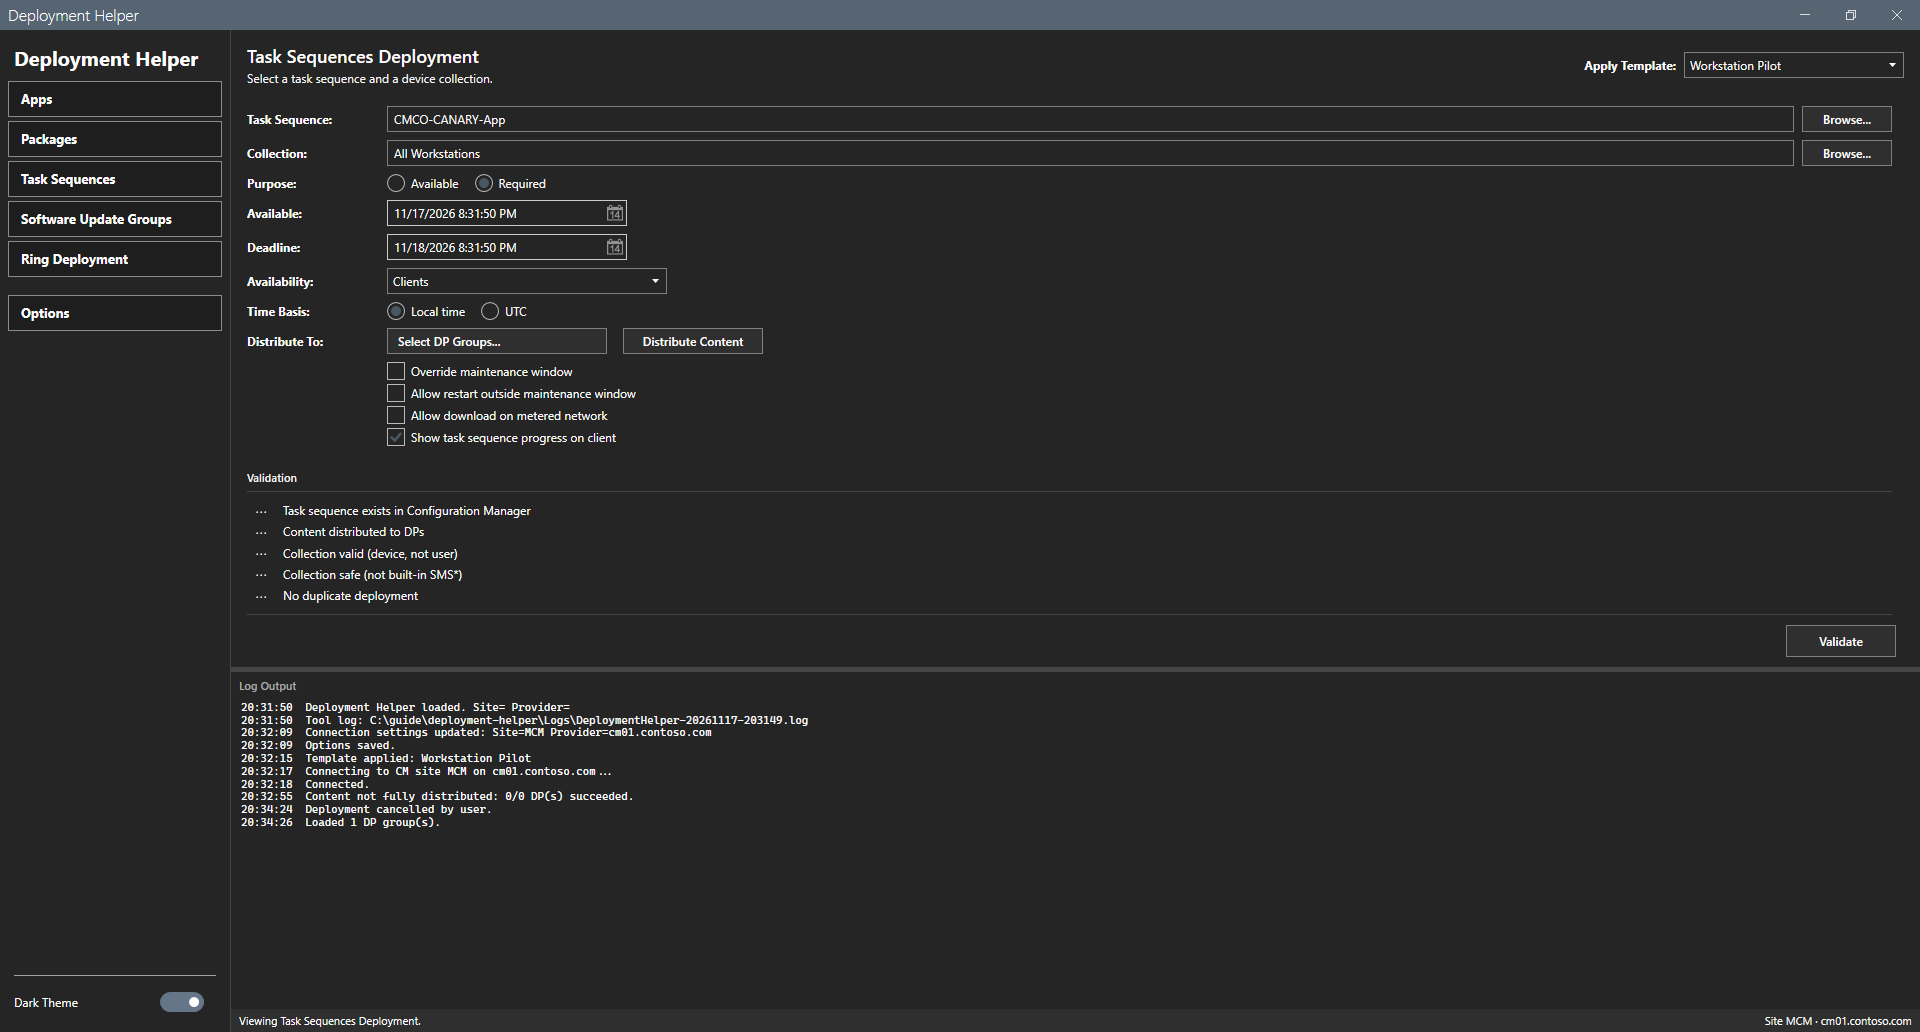 Deployment Helper
Deployment Helper
Apps
Packages
Task Sequences
Software Update Groups
Ring Deployment
Options
Dark Theme
Task Sequences Deployment
Select a task sequence and a device collection.
Apply Template: Workstation Pilot
Task Sequence: CMCO-CANARY-App Browse...
Collection: All Workstations Browse...
Purpose: Available Required
Available: 11/17/2026 8:31:50 PM 14
Deadline: 11/18/2026 8:31:50 PM 14
Availability: Clients
Time Basis: Local time UTC
Distribute To: Select DP Groups... Distribute Content
Override maintenance window
Allow restart outside maintenance window
Allow download on metered network
Show task sequence progress on client
Validation
... Task sequence exists in Configuration Manager
... Content distributed to DPs
... Collection valid (device, not user)
... Collection safe (not built-in SMS*)
... No duplicate deployment
Validate
Log Output
20:31:50 Deployment Helper loaded. Site= Provider=
20:31:50 Tool log: C:\guide\deployment-helper\Logs\DeploymentHelper-20261117-203149.log
20:32:09 Connection settings updated: Site=MCM Provider=cm01.contoso.com
20:32:09 Options saved.
20:32:15 Template applied: Workstation Pilot
20:32:17 Connecting to CM site MCM on cm01.contoso.com...
20:32:18 Connected.
20:32:55 Content not fully distributed: 0/0 DP(s) succeeded.
20:34:24 Deployment cancelled by user.
20:34:26 Loaded 1 DP group(s).
Viewing Task Sequences Deployment.
Site MCM · cm01.contoso.com